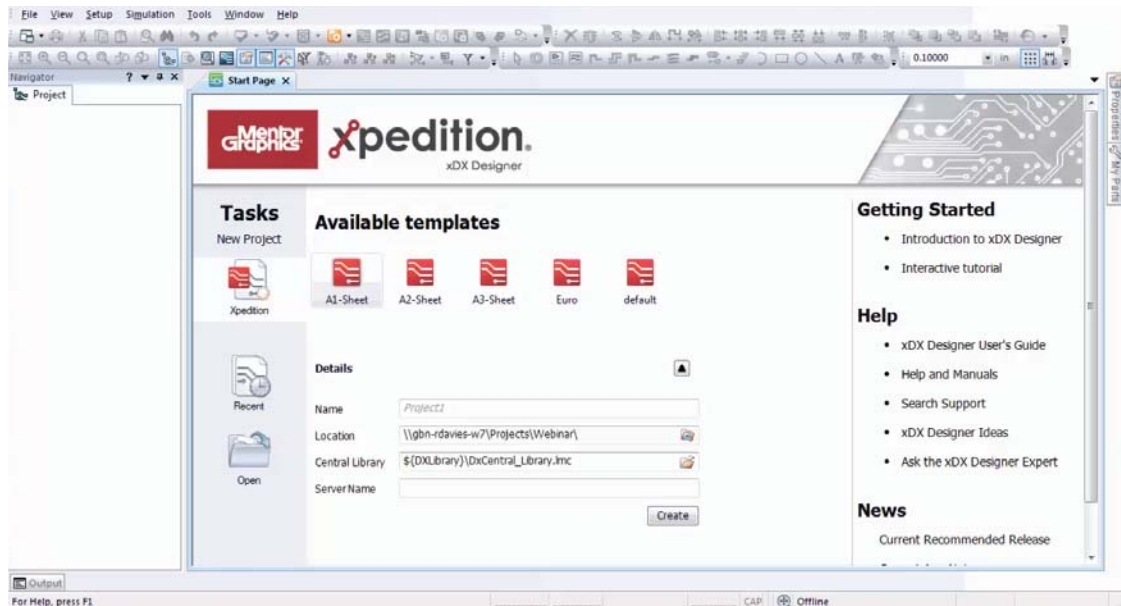 File View Setup Simulation Tools Window Help
0.10000 in
Navigator
Start Page
Project
Properties
My Parts
Mentor Graphics
xpedition.
xDX Designer
Tasks
New Project
Xpedition
Recent
Open
Available templates
A1-Sheet A2-Sheet A3-Sheet Euro default
Details
Name Project1
Location \\gbn-rdavies-w7\Projects\Webinar\
Central Library ${DXLibrary}\DxCentral_Library.lmc
Server Name
Create
Getting Started
• Introduction to xDX Designer
• Interactive tutorial
Help
• xDX Designer User's Guide
• Help and Manuals
• Search Support
• xDX Designer Ideas
• Ask the xDX Designer Expert
News
Current Recommended Release
Output
For Help, press F1
CAP Offline